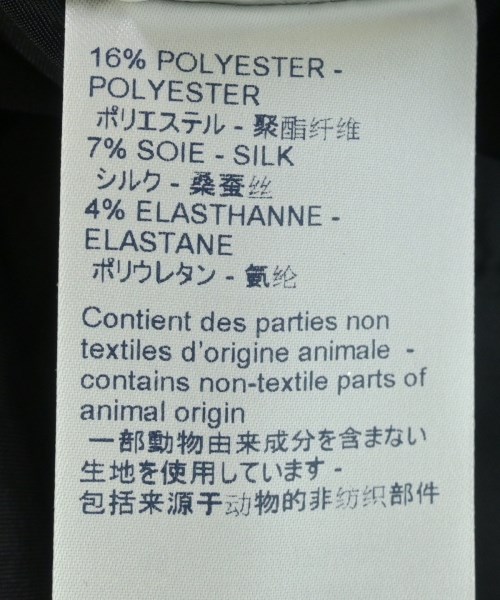 16% POLYESTER -
POLYESTER
ポリエステル - 聚酯纤维
7% SOIE - SILK
シルク - 桑蚕丝
4% ELASTHANNE -
ELASTANE
ポリウレタン - 氨纶
Contient des parties non
textiles d'origine animale -
contains non-textile parts of
animal origin
一部動物由来成分を含まない
生地を使用しています -
包括来源于动物的非纺织部件